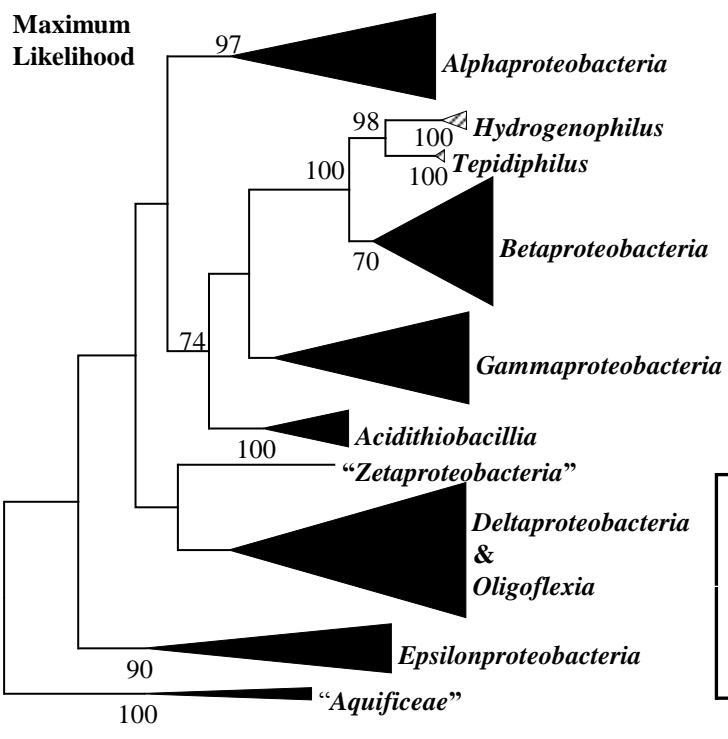 Maximum
Likelihood
97
Alphaproteobacteria
98
Hydrogenophilus
100
Tepidiphilus
100
100
Betaproteobacteria
70
74
Gammaproteobacteria
Acidithiobacillia
100
“Zetaproteobacteria”
Deltaproteobacteria
&
Oligoflexia
Epsilonproteobacteria
90
“Aquificeae”
100